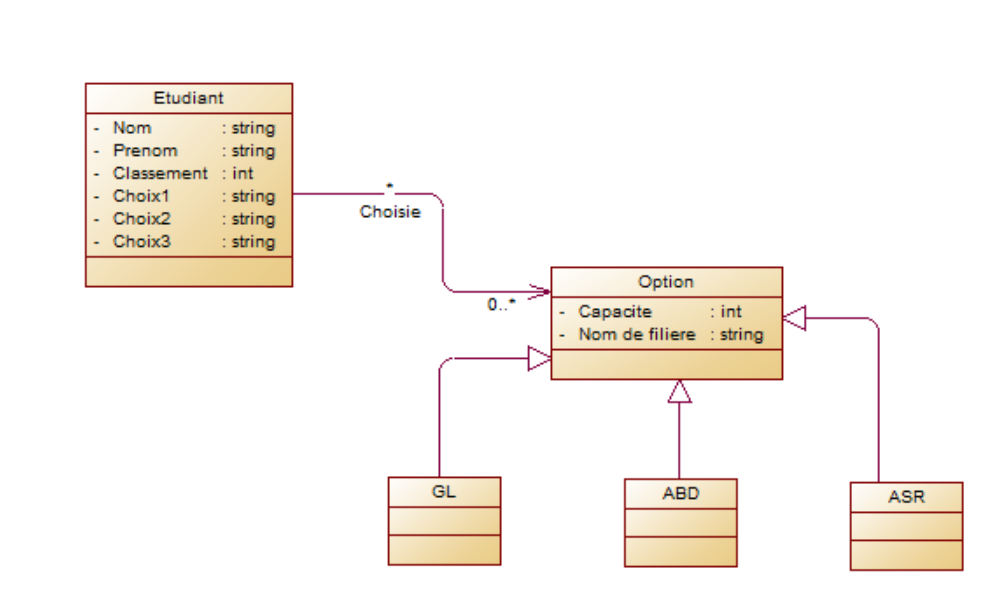 Etudiant
- Nom : string
- Prenom : string
- Classement : int
- Choix1 : string
- Choix2 : string
- Choix3 : string
*
Choisie
0..*
Option
- Capacite : int
- Nom de filiere : string
GL
ABD
ASR